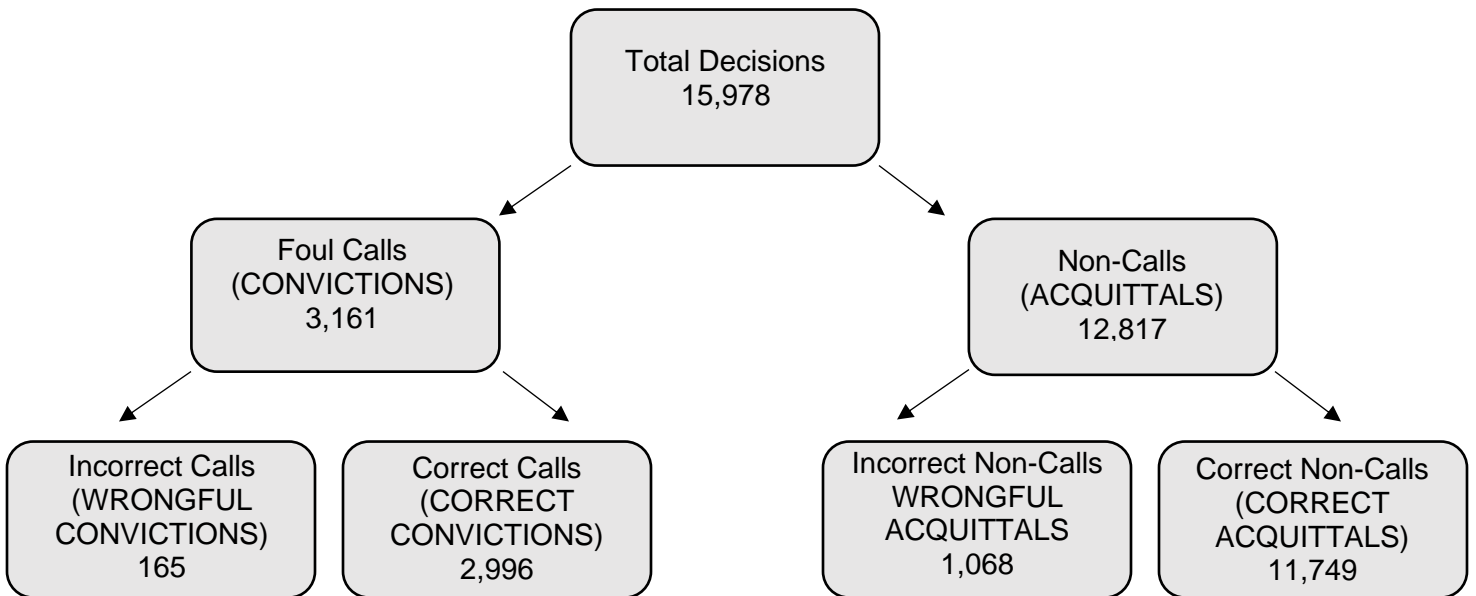 Total Decisions
15,978
Foul Calls
(CONVICTIONS)
3,161
Non-Calls
(ACQUITTALS)
12,817
Incorrect Calls
(WRONGFUL
CONVICTIONS)
165
Correct Calls
(CORRECT
CONVICTIONS)
2,996
Incorrect Non-Calls
WRONGFUL
ACQUITTALS
1,068
Correct Non-Calls
(CORRECT
ACQUITTALS)
11,749